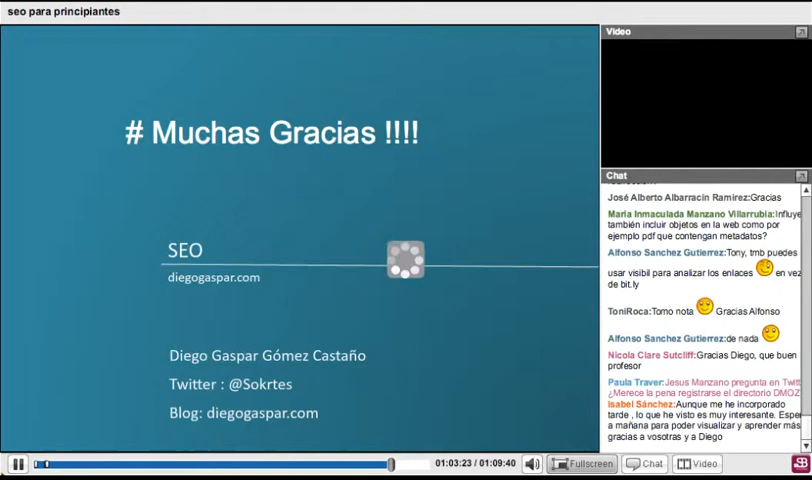 seo para principiantes
# Muchas Gracias !!!!
SEO
diegogaspar.com
Diego Gaspar Gómez Castaño
Twitter : @Sokrtes
Blog: diegogaspar.com
Video
Chat
José Alberto Albarracin Ramirez:Gracias
Maria Inmaculada Manzano Villarrubia:Influye
también incluir objetos en la web como por
ejemplo pdf que contengan metadatos?
Alfonso Sanchez Gutierrez:Tony, tmb puedes
usar visibil para analizar los enlaces en vez
de bit.ly
ToniRoca:Tomo nota Gracias Alfonso
Alfonso Sanchez Gutierrez:de nada
Nicola Clare Sutcliff:Gracias Diego, que buen
profesor
Paula Traver:Jesus Manzano pregunta en Twitt
¿Merece la pena registrarse el directorio DMOZ
Isabel Sánchez:Aunque me he incorporado
tarde , lo que he visto es muy interesante. Espe
a mañana para poder visualizar y aprender más
gracias a vosotras y a Diego
01:03:23 / 01:09:40
Fullscreen
Chat
Video